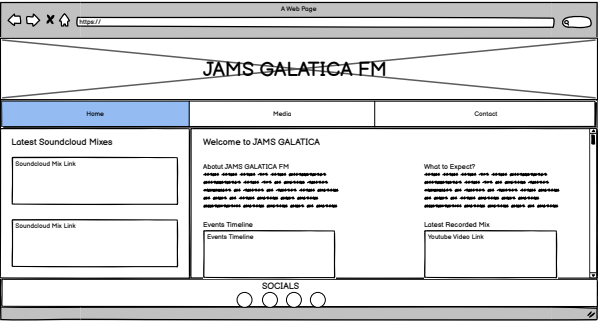 A Web Page
https://
JAMS GALATICA FM
Home
Media
Contact
Latest Soundcloud Mixes
Soundcloud Mix Link
Soundcloud Mix Link
Welcome to JAMS GALATICA
Abotut JAMS GALATICA FM
What to Expect?
Events Timeline
Events Timeline
Latest Recorded Mix
Youtube Video Link
SOCIALS